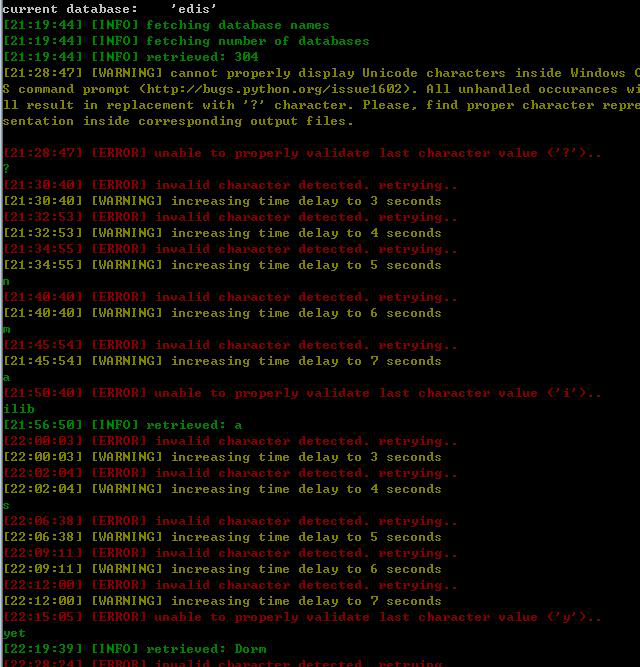 current database:    'edis'
[21:19:44] [INFO] fetching database names
[21:19:44] [INFO] fetching number of databases
[21:19:44] [INFO] retrieved: 304
[21:28:47] [WARNING] cannot properly display Unicode characters inside Windows O
S command prompt (http://bugs.python.org/issue1602). All unhandled occurances wi
ll result in replacement with '?' character. Please, find proper character repre
sentation inside corresponding output files.
[21:28:47] [ERROR] unable to properly validate last character value ('?')..
?
[21:30:40] [ERROR] invalid character detected. retrying..
[21:30:40] [WARNING] increasing time delay to 3 seconds
[21:32:53] [ERROR] invalid character detected. retrying..
[21:32:53] [WARNING] increasing time delay to 4 seconds
[21:34:55] [ERROR] invalid character detected. retrying..
[21:34:55] [WARNING] increasing time delay to 5 seconds
n
[21:40:40] [ERROR] invalid character detected. retrying..
[21:40:40] [WARNING] increasing time delay to 6 seconds
m
[21:45:54] [ERROR] invalid character detected. retrying..
[21:45:54] [WARNING] increasing time delay to 7 seconds
a
[21:50:40] [ERROR] unable to properly validate last character value ('i')..
ilib
[21:56:50] [INFO] retrieved: a
[22:00:03] [ERROR] invalid character detected. retrying..
[22:00:03] [WARNING] increasing time delay to 3 seconds
[22:02:04] [ERROR] invalid character detected. retrying..
[22:02:04] [WARNING] increasing time delay to 4 seconds
s
[22:06:38] [ERROR] invalid character detected. retrying..
[22:06:38] [WARNING] increasing time delay to 5 seconds
[22:09:11] [ERROR] invalid character detected. retrying..
[22:09:11] [WARNING] increasing time delay to 6 seconds
[22:12:00] [ERROR] invalid character detected. retrying..
[22:12:00] [WARNING] increasing time delay to 7 seconds
[22:15:05] [ERROR] unable to properly validate last character value ('y')..
yet
[22:19:39] [INFO] retrieved: Dorm
[22:28:24] [ERROR] invalid character detected. retrying